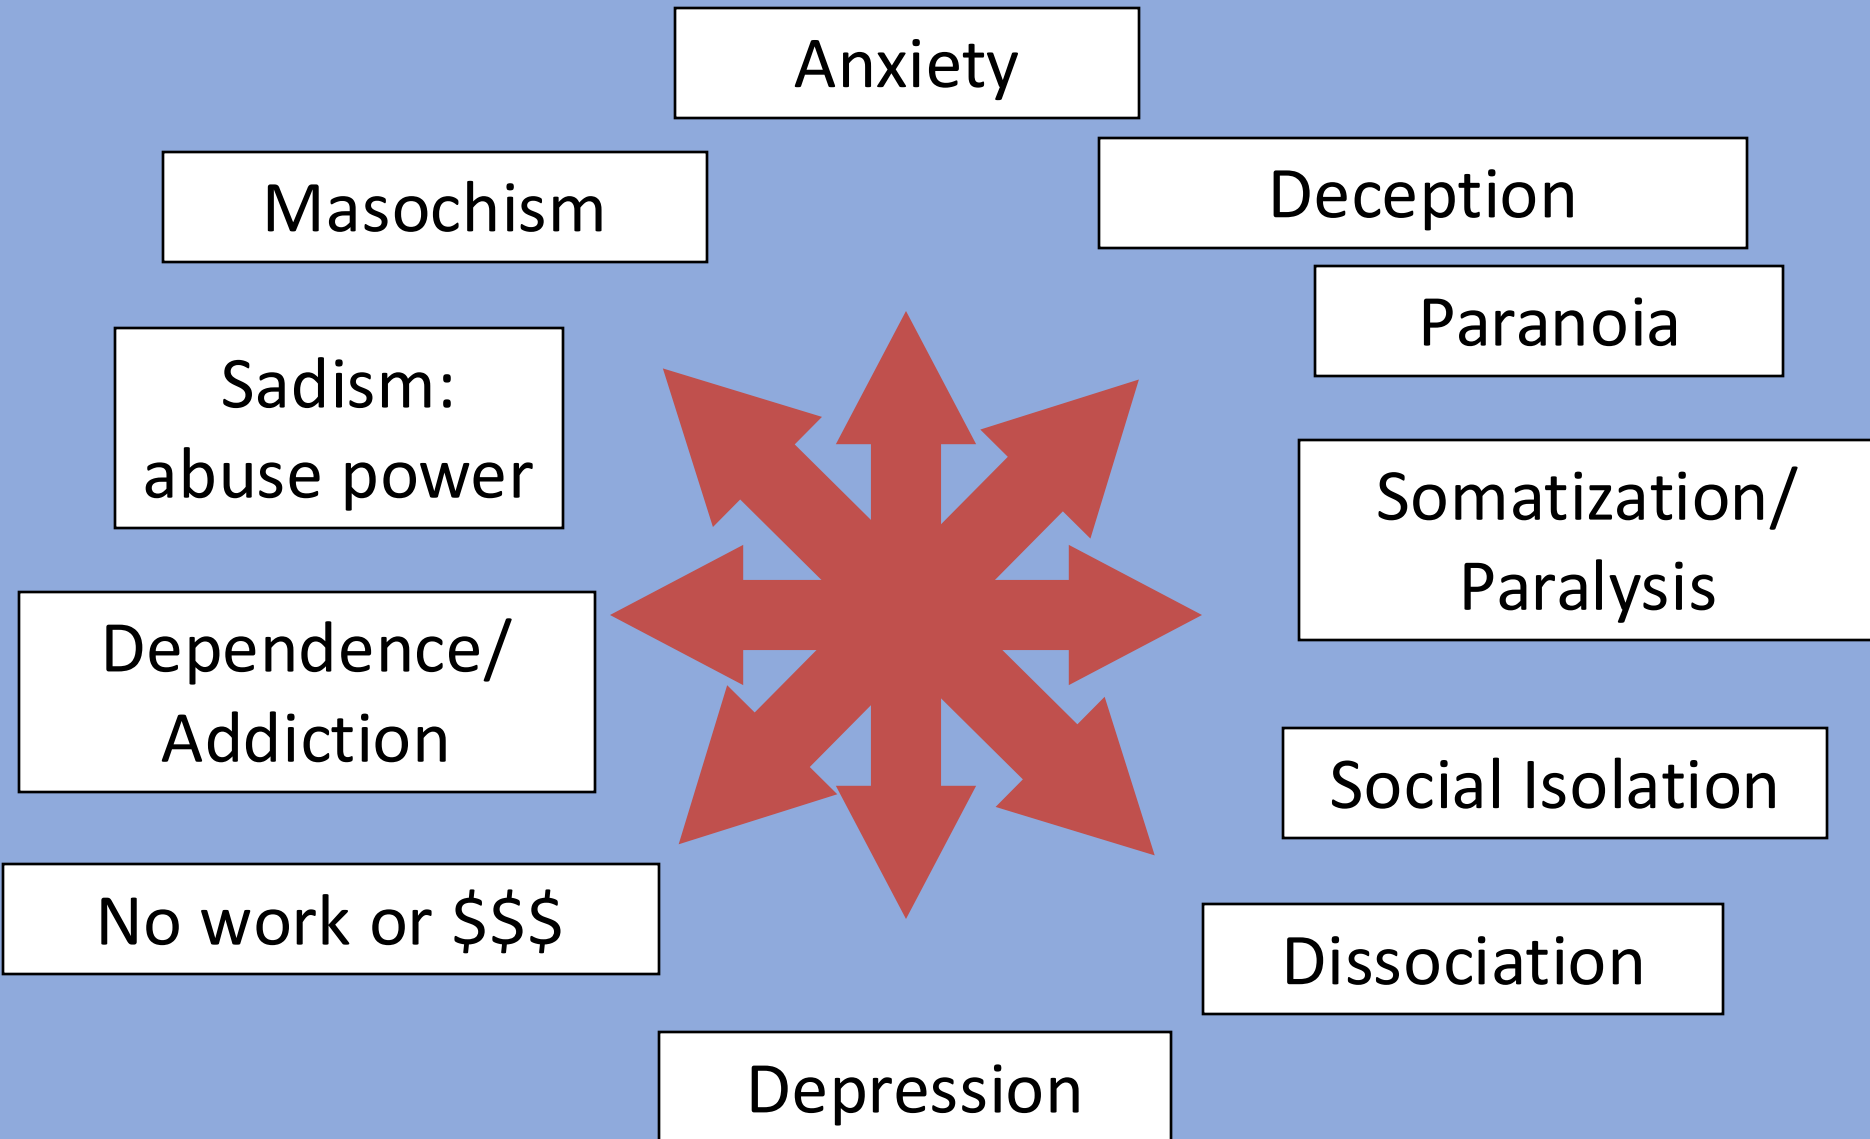 Anxiety
Masochism
Deception
Paranoia
Sadism:
abuse power
Somatization/
Paralysis
Dependence/
Addiction
Social Isolation
No work or $$$
Dissociation
Depression